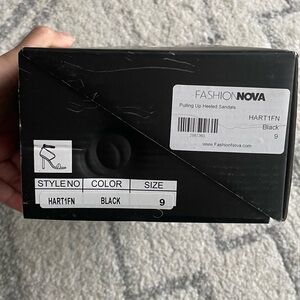 FASHIONNOVA
Pulling Up Heeled Sandals
HART1FN
Black
9
www.FashionNova.com
STYLE NO COLOR SIZE
HART1FN BLACK 9